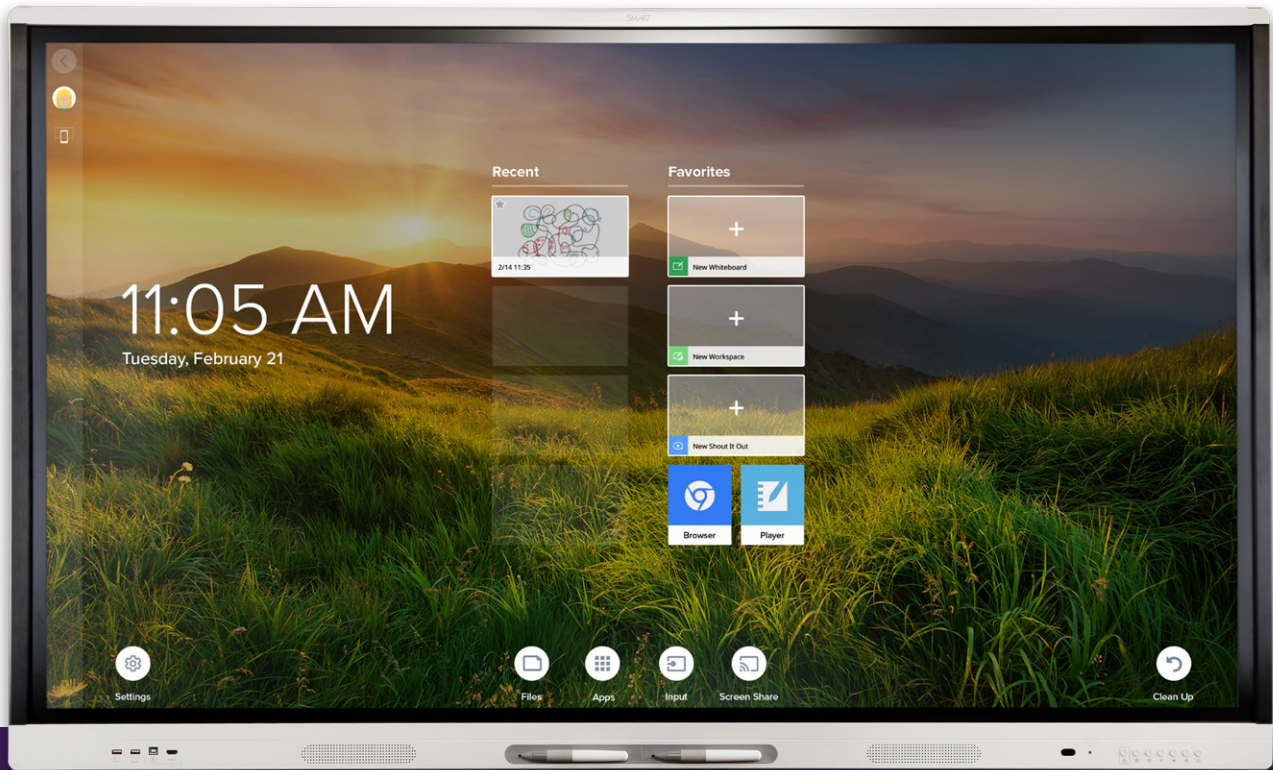 SMART
Recent
Favorites
2/14 11:35
New Whiteboard
11:05 AM
Tuesday, February 21
New Workspace
New Shout It Out
Browser
Player
Settings
Files
Apps
Input
Screen Share
Clean Up